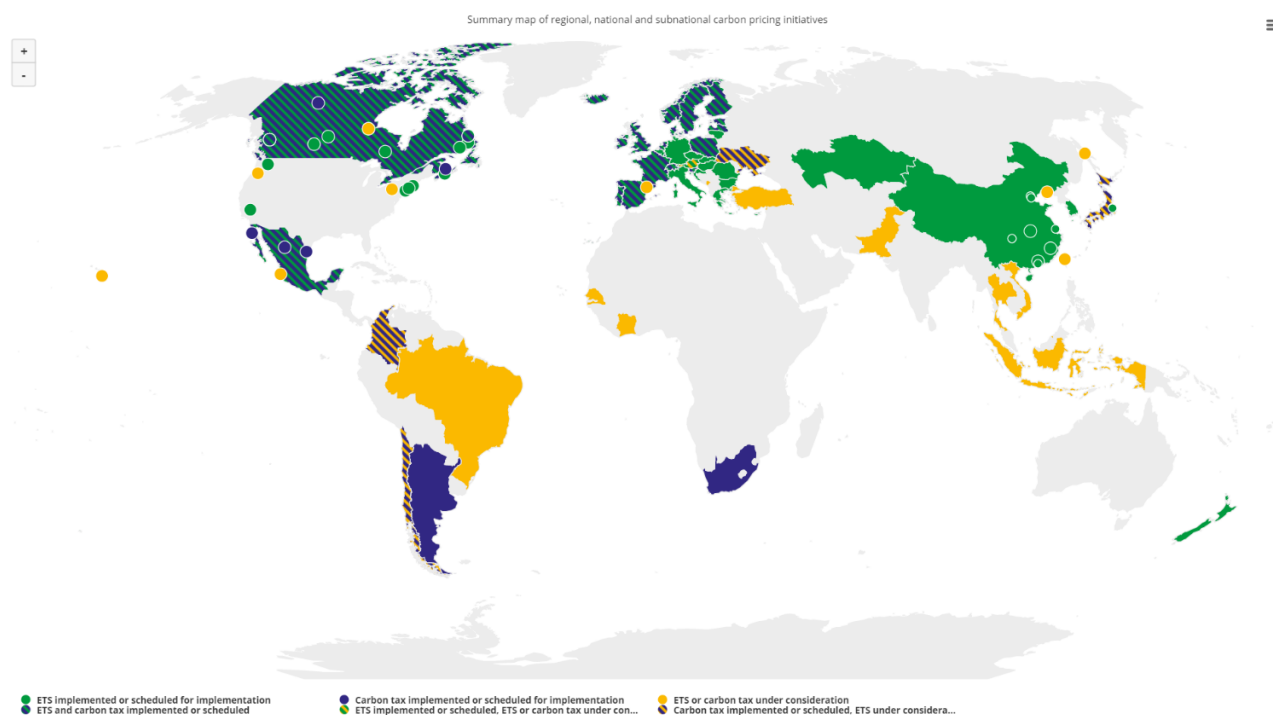 Summary map of regional, national and subnational carbon pricing initiatives
+
-
ETS implemented or scheduled for implementation
Carbon tax implemented or scheduled for implementation
ETS or carbon tax under consideration
ETS and carbon tax implemented or scheduled
ETS implemented or scheduled, ETS or carbon tax under con...
Carbon tax implemented or scheduled, ETS under considera...